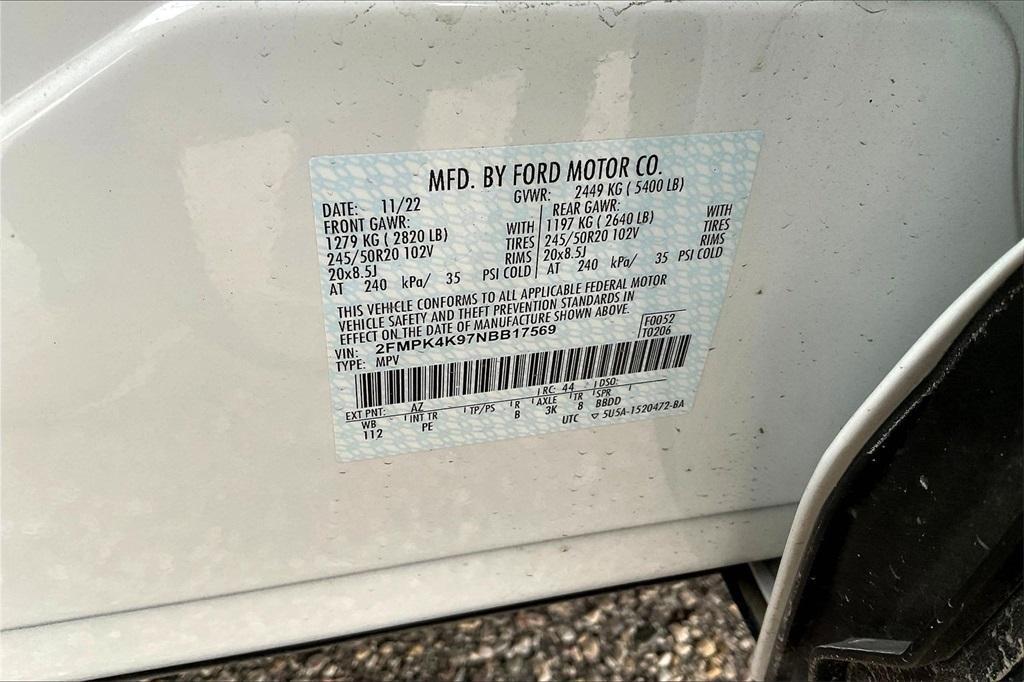 MFD. BY FORD MOTOR CO.
DATE: 11/22 GVWR: 2449 KG ( 5400 LB)
FRONT GAWR: REAR GAWR:
1279 KG ( 2820 LB) WITH 1197 KG ( 2640 LB) WITH
245/50R20 102V TIRES 245/50R20 102V TIRES
20x8.5J RIMS 20x8.5J RIMS
AT 240 kPa/ 35 PSI COLD AT 240 kPa/ 35 PSI COLD
THIS VEHICLE CONFORMS TO ALL APPLICABLE FEDERAL MOTOR
VEHICLE SAFETY AND THEFT PREVENTION STANDARDS IN
EFFECT ON THE DATE OF MANUFACTURE SHOWN ABOVE.
VIN: 2FMPK4K97NBB17569 F0052
TYPE: MPV T0206
EXT PNT: AZ RC: 44 DSO:
WB INT TR TP/PS R AXLE TR SPR
112 PE B 3K 8 BBDD
UTC ▽ 5U5A-1520472-BA